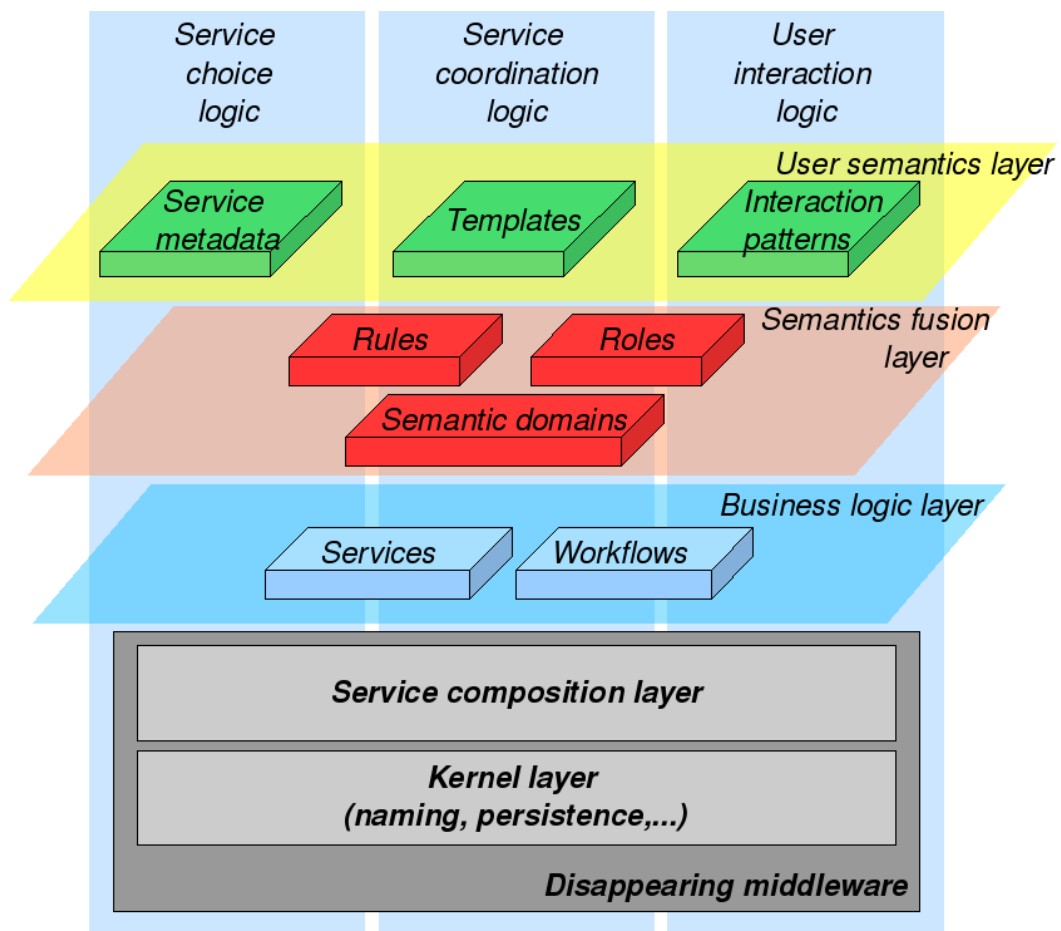 Service
choice
logic
Service
coordination
logic
User
interaction
logic
User semantics layer
Service
metadata
Templates
Interaction
patterns
Semantics fusion
layer
Rules
Roles
Semantic domains
Business logic layer
Services
Workflows
Service composition layer
Kernel layer
(naming, persistence,...)
Disappearing middleware